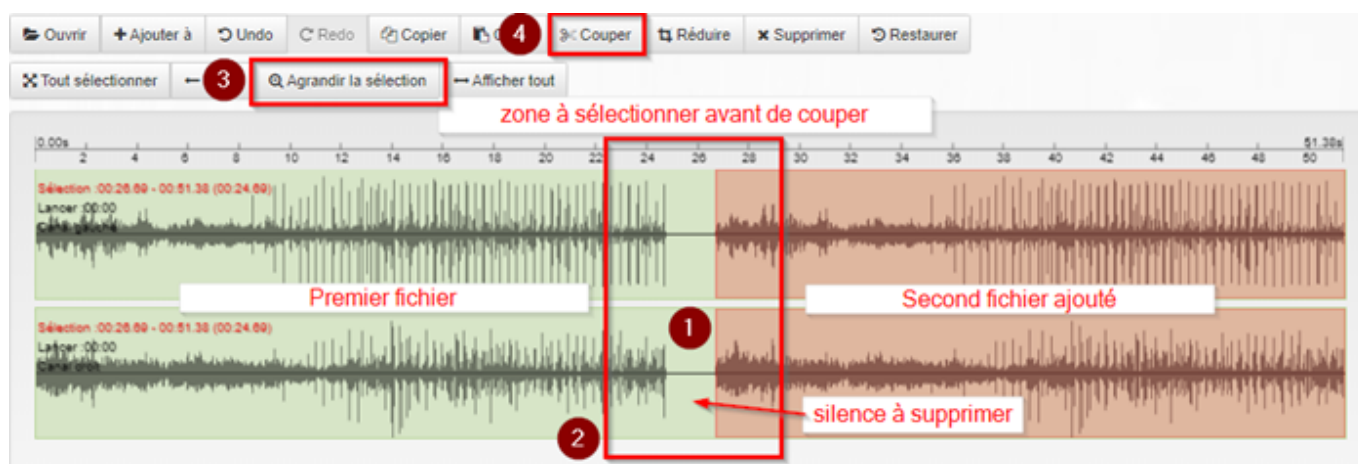 Ouvrir Ajouter à Undo Redo Copier 4 Couper Réduire Supprimer Restaurer
Tout sélectionner 3 Agrandir la sélection Afficher tout
zone à sélectionner avant de couper
0.00s 51.38s
2 4 6 8 10 12 14 16 18 20 22 24 26 28 30 32 34 36 38 40 42 44 46 48 50
Sélection :00:26.69 - 00:51.38 (00:24.69)
Lancer :00:00
Canal gauche
Premier fichier
Second fichier ajouté
1
Sélection :00:26.69 - 00:51.38 (00:24.69)
Lancer :00:00
Canal droit
silence à supprimer
2